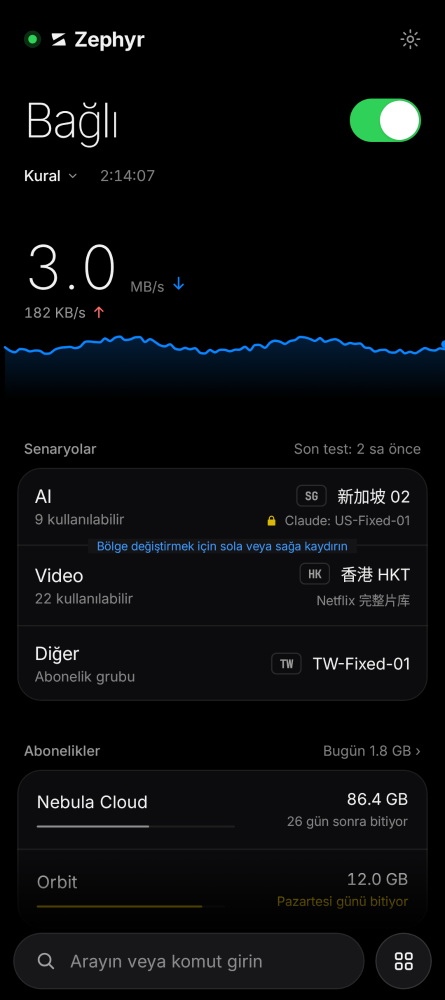 Zephyr
Bağlı
Kural 2:14:07
3.0 MB/s ↓
182 KB/s ↑
Senaryolar Son test: 2 sa önce
AI SG 新加坡 02
9 kullanılabilir Claude: US-Fixed-01
Bölge değiştirmek için sola veya sağa kaydırın
Video HK 香港 HKT
22 kullanılabilir Netflix 完整片库
Diğer TW TW-Fixed-01
Abonelik grubu
Abonelikler Bugün 1.8 GB ›
Nebula Cloud 86.4 GB
26 gün sonra bitiyor
Orbit 12.0 GB
Pazartesi günü bitiyor
Arayın veya komut girin